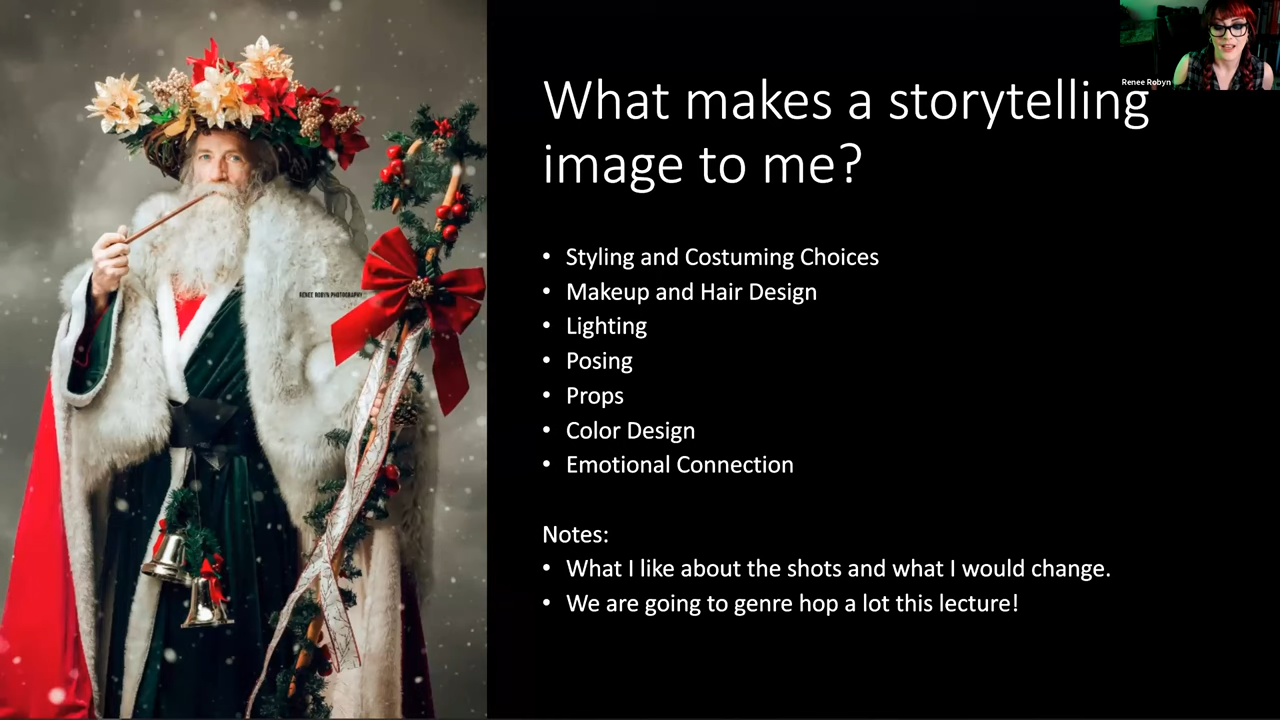 Renee Robyn
What makes a storytelling
image to me?
• Styling and Costuming Choices
• Makeup and Hair Design
• Lighting
• Posing
• Props
• Color Design
• Emotional Connection
Notes:
• What I like about the shots and what I would change.
• We are going to genre hop a lot this lecture!
RENEE ROBYN PHOTOGRAPHY